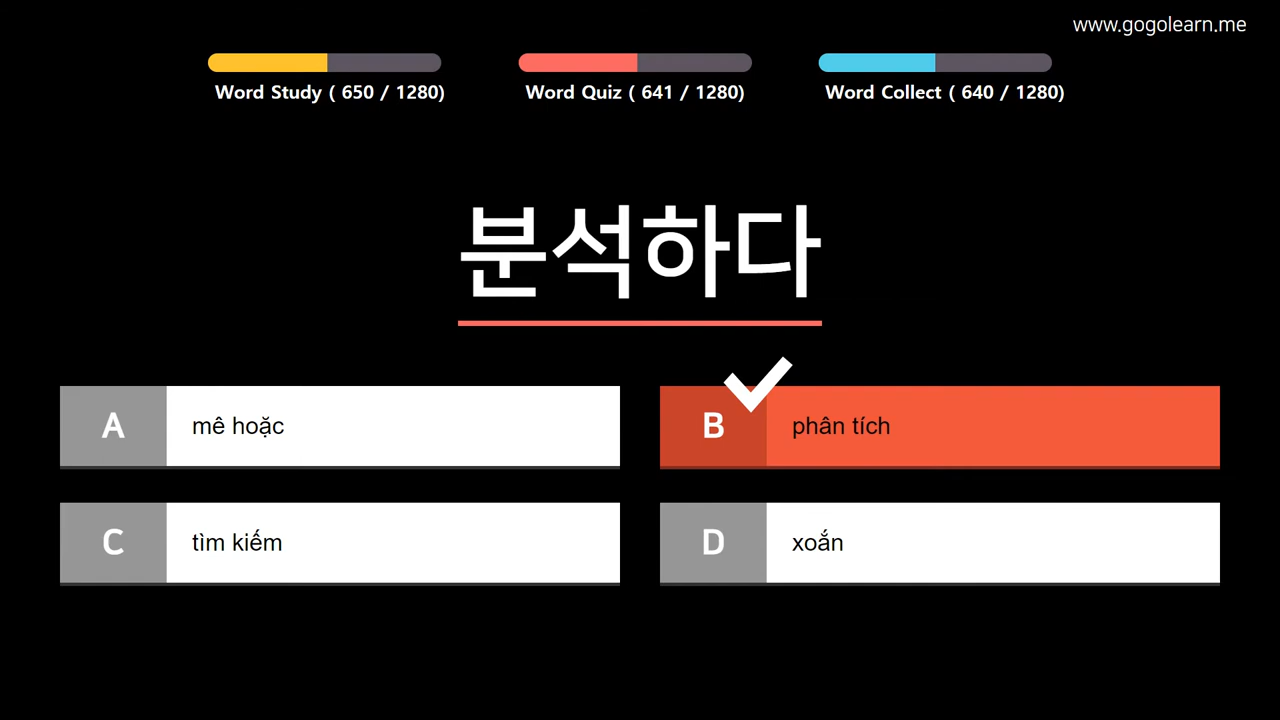 www.gogolearn.me
Word Study ( 650 / 1280)
Word Quiz ( 641 / 1280)
Word Collect ( 640 / 1280)
분석하다
A mê hoặc
B phân tích
C tìm kiếm
D xoắn